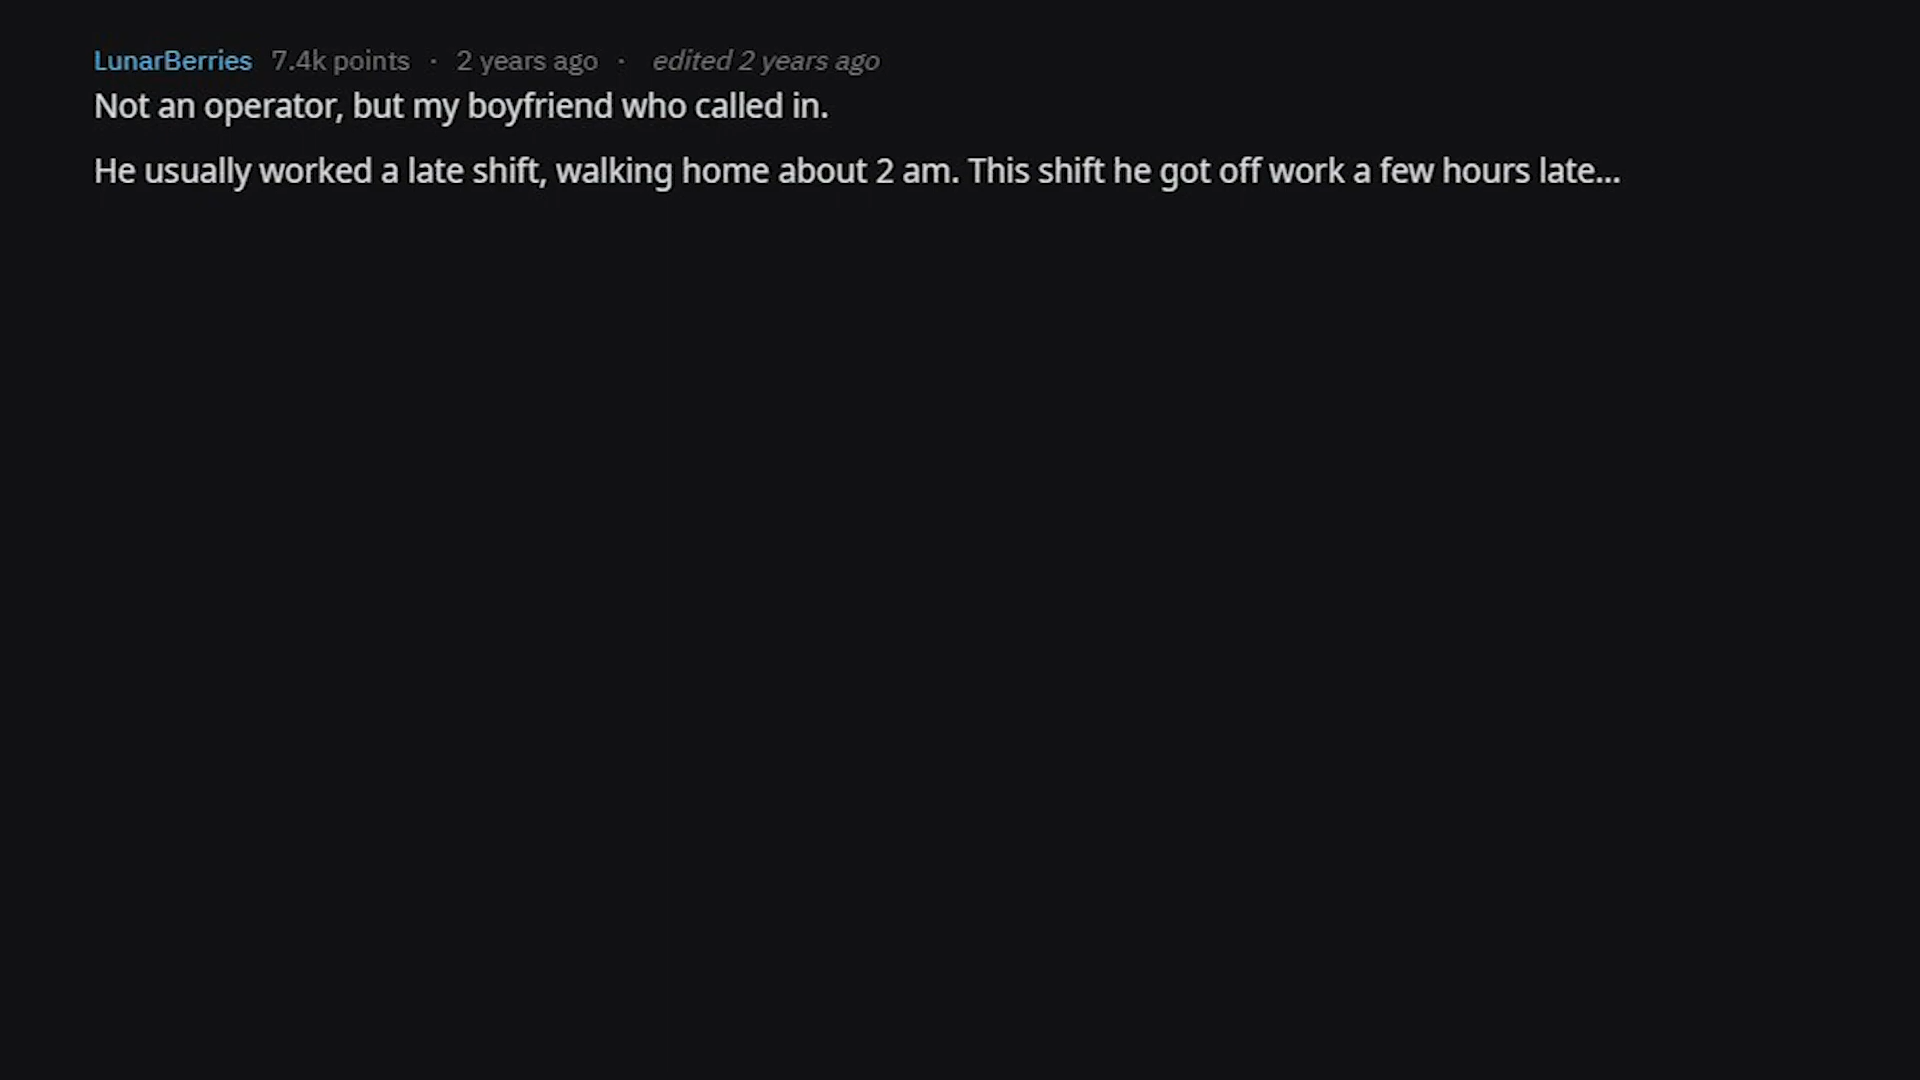 LunarBerries 7.4k points · 2 years ago · edited 2 years ago
Not an operator, but my boyfriend who called in.
He usually worked a late shift, walking home about 2 am. This shift he got off work a few hours late...